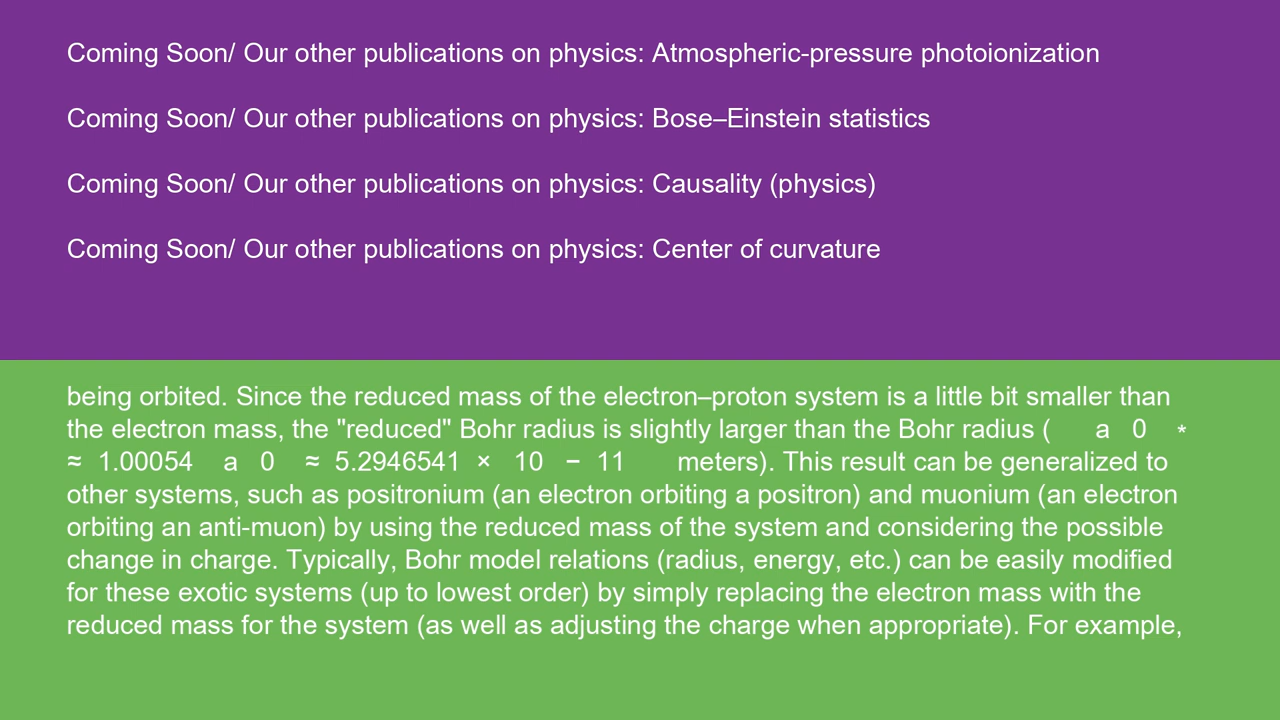 Coming Soon/ Our other publications on physics: Atmospheric-pressure photoionization
Coming Soon/ Our other publications on physics: Bose–Einstein statistics
Coming Soon/ Our other publications on physics: Causality (physics)
Coming Soon/ Our other publications on physics: Center of curvature
being orbited. Since the reduced mass of the electron–proton system is a little bit smaller than
the electron mass, the "reduced" Bohr radius is slightly larger than the Bohr radius ( a 0 *
≈ 1.00054 a 0 ≈ 5.2946541 × 10 − 11 meters). This result can be generalized to
other systems, such as positronium (an electron orbiting a positron) and muonium (an electron
orbiting an anti-muon) by using the reduced mass of the system and considering the possible
change in charge. Typically, Bohr model relations (radius, energy, etc.) can be easily modified
for these exotic systems (up to lowest order) by simply replacing the electron mass with the
reduced mass for the system (as well as adjusting the charge when appropriate). For example,